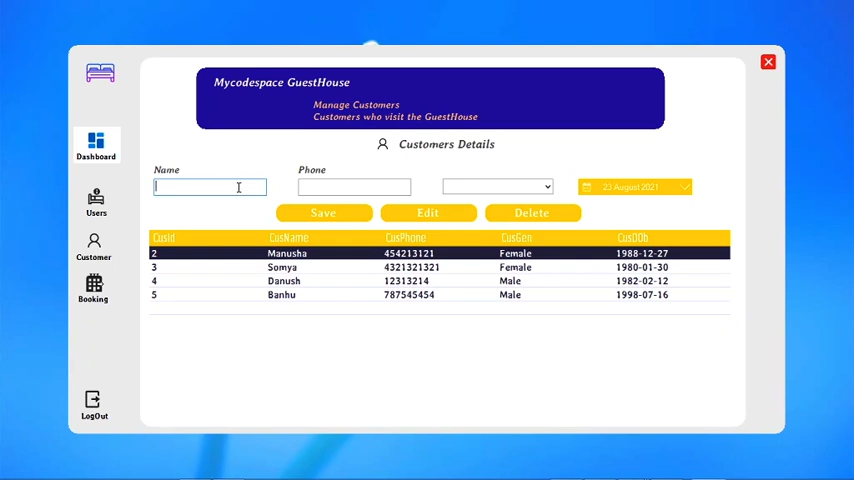 Mycodespace GuestHouse
Manage Customers
Customers who visit the GuestHouse
Customers Details
Dashboard
Users
Customer
Booking
LogOut
Name Phone
23 August 2021
Save Edit Delete
CusId CusName CusPhone CusGen CusDOb
2 Manusha 454213121 Female 1988-12-27
3 Somya 4321321321 Female 1980-01-30
4 Danush 12313214 Male 1982-02-12
5 Banhu 787545454 Male 1998-07-16